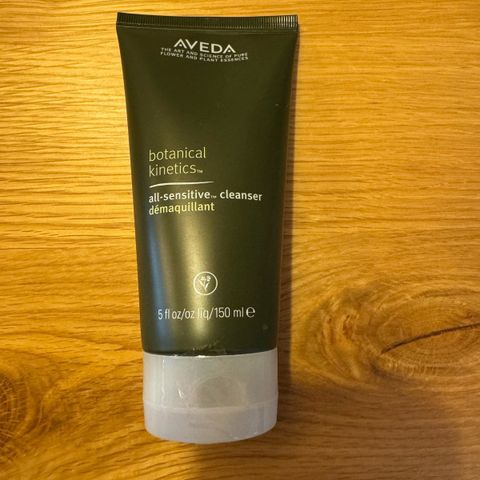 AVEDA
THE ART AND SCIENCE OF PURE
FLOWER AND PLANT ESSENCES
botanical
kinetics™
all-sensitive™ cleanser
démaquillant
5 fl oz/oz liq/150 ml ℮